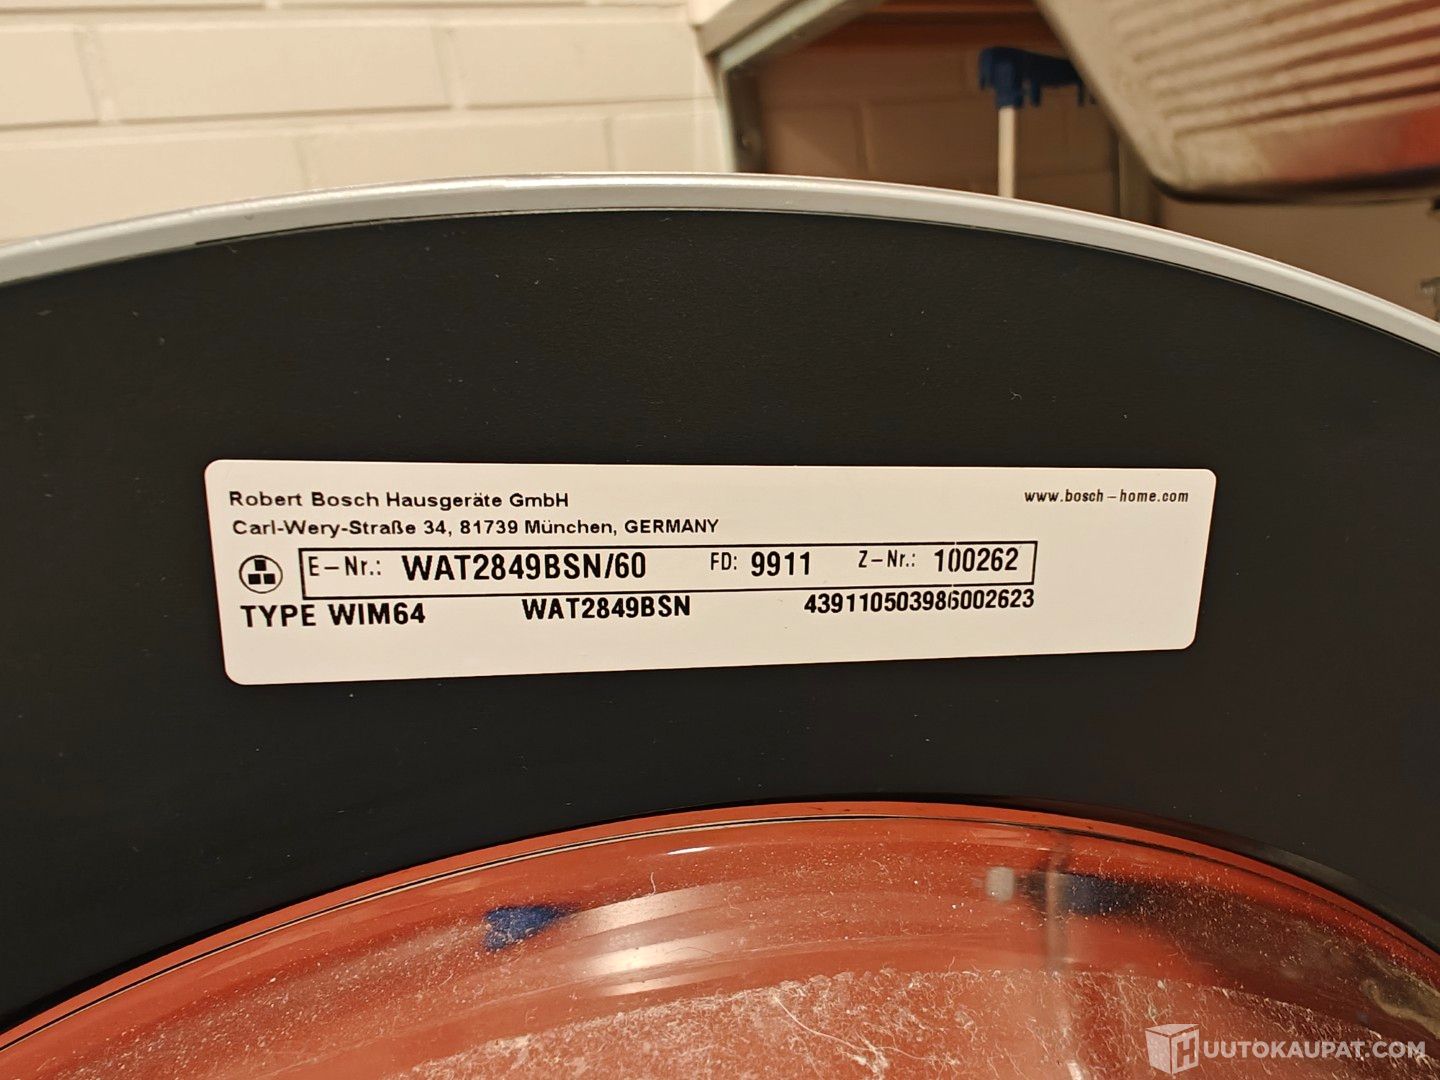 Robert Bosch Hausgeräte GmbH
www.bosch-home.com
Carl-Wery-Straße 34, 81739 München, GERMANY
E-Nr.: WAT2849BSN/60 FD: 9911 Z-Nr.: 100262
TYPE WIM64 WAT2849BSN 439110503986002623
HUUTOKAUPAT.COM